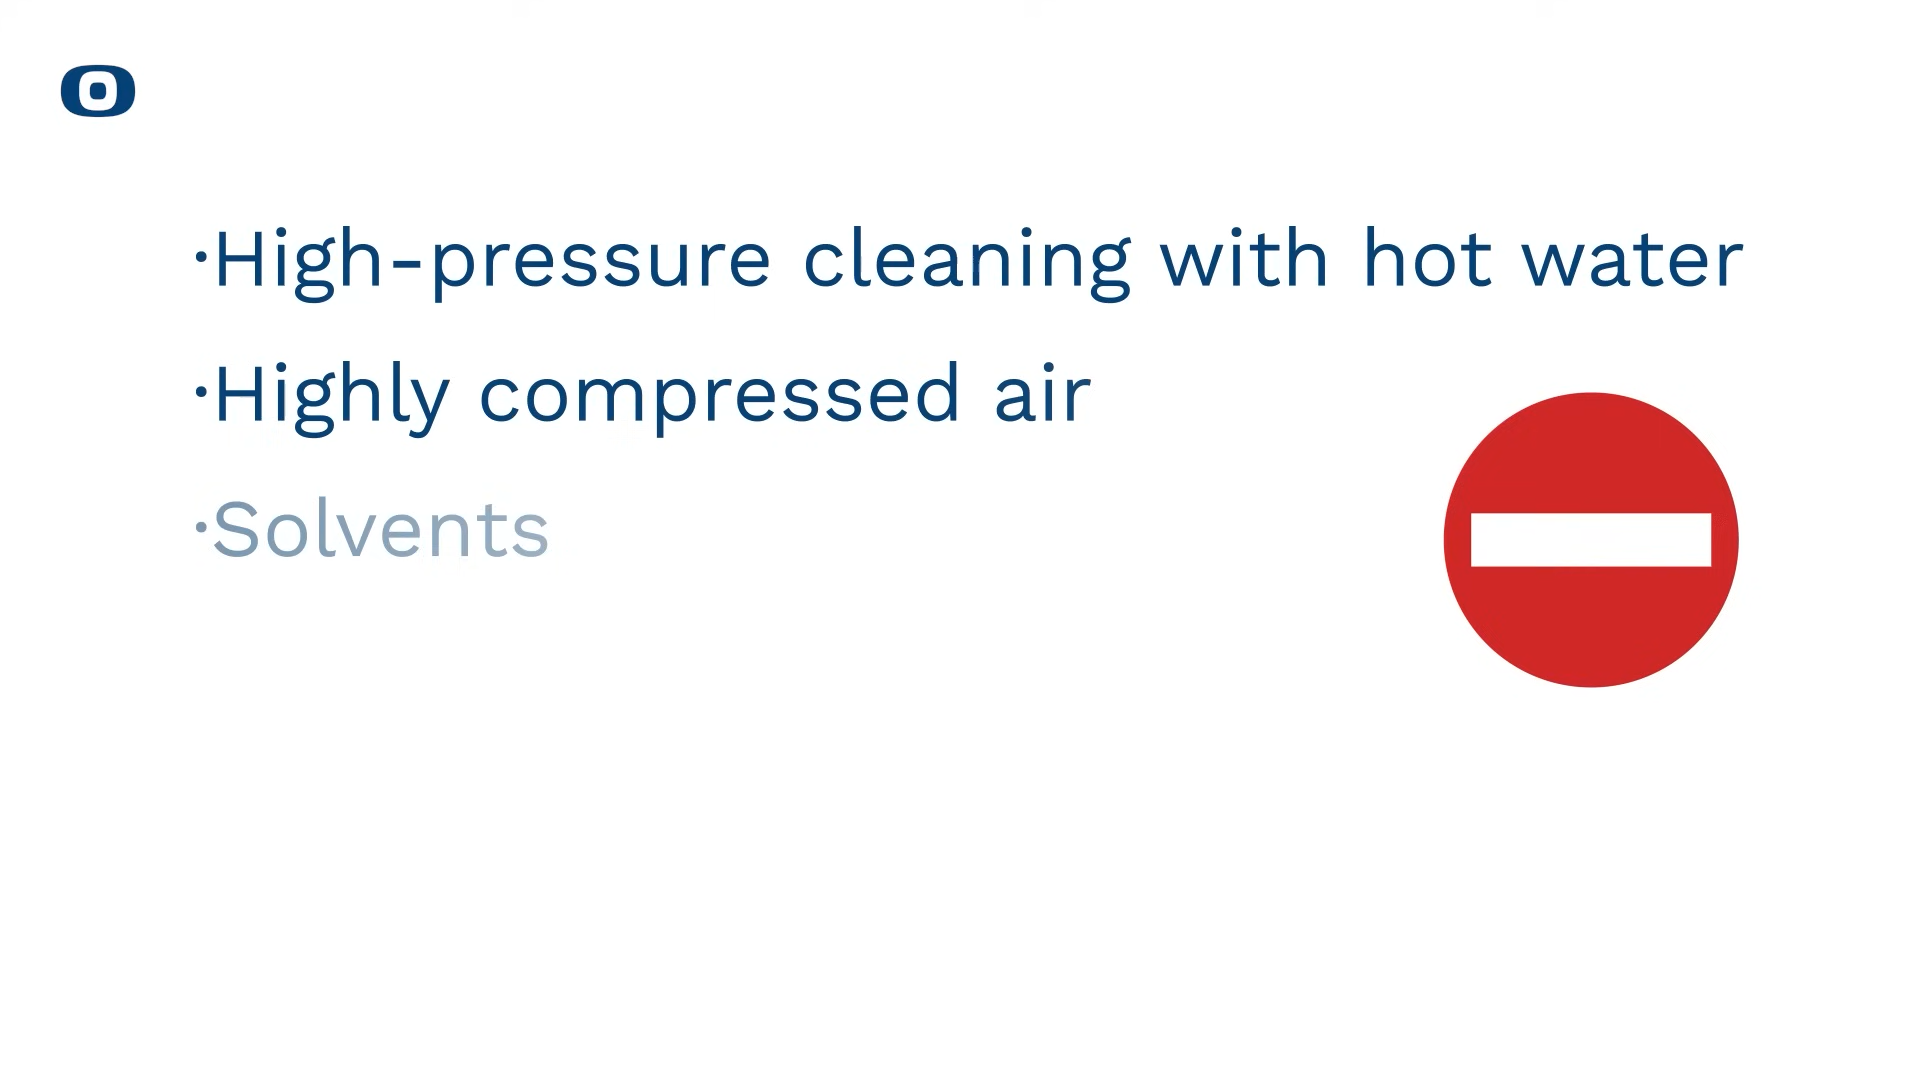 ·High-pressure cleaning with hot water
·Highly compressed air
·Solvents